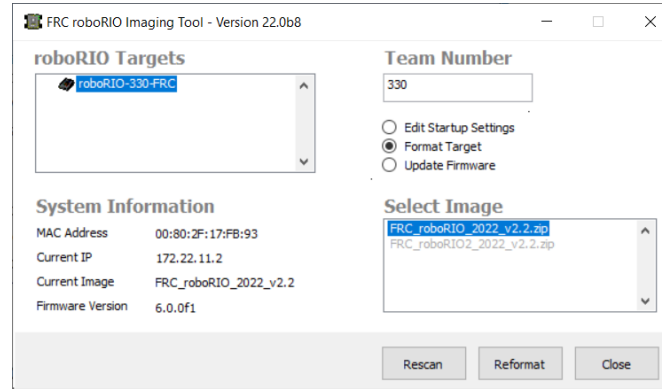 FRC roboRIO Imaging Tool - Version 22.0b8
roboRIO Targets
roboRIO-330-FRC
Team Number
330
Edit Startup Settings
Format Target
Update Firmware
System Information
MAC Address 00:80:2F:17:FB:93
Current IP 172.22.11.2
Current Image FRC_roboRIO_2022_v2.2
Firmware Version 6.0.0f1
Select Image
FRC_roboRIO_2022_v2.2.zip
FRC_roboRIO2_2022_v2.2.zip
Rescan Reformat Close